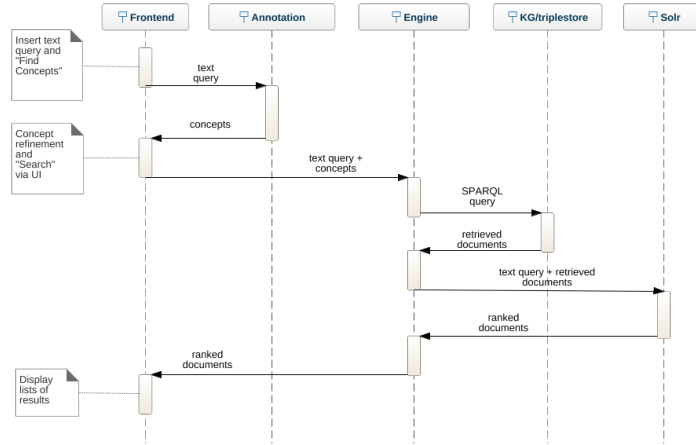 Frontend
Annotation
Engine
KG/triplestore
Solr
Insert text
query and
"Find
Concepts"
text
query
concepts
Concept
refinement
and
"Search"
via UI
text query +
concepts
SPARQL
query
retrieved
documents
text query + retrieved
documents
ranked
documents
ranked
documents
Display
lists of
results